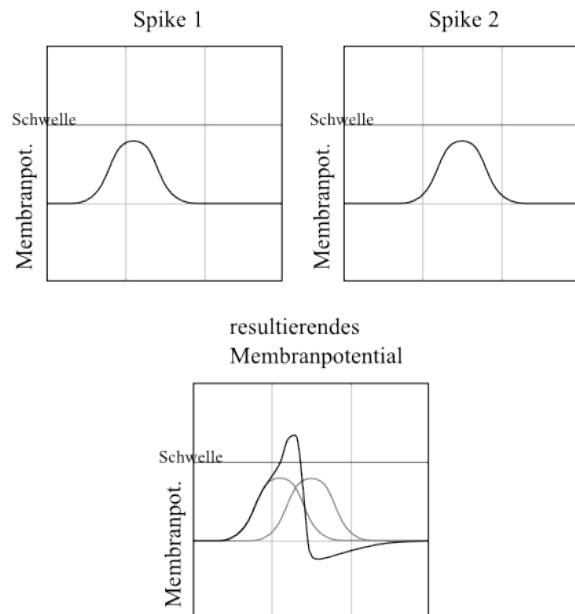 Spike 1
Spike 2
Schwelle
Membranpot.
Schwelle
Membranpot.
resultierendes
Membranpotential
Schwelle
Membranpot.